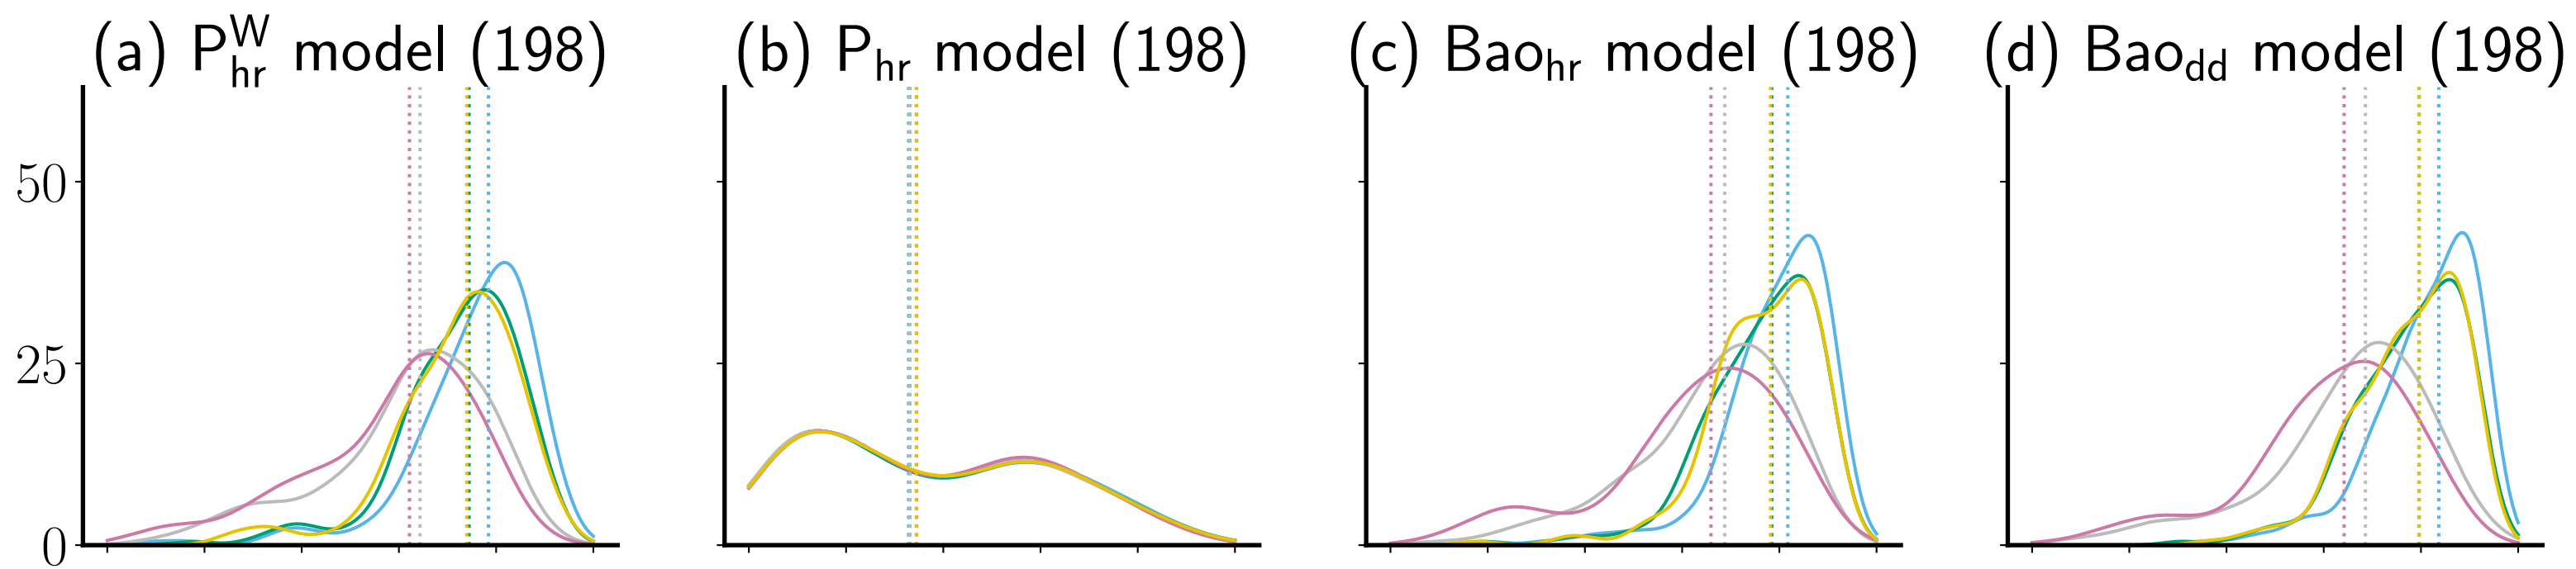 (a) P^W_hr model (198)
(b) P_hr model (198)
(c) Bao_hr model (198)
(d) Bao_dd model (198)
50
25
0